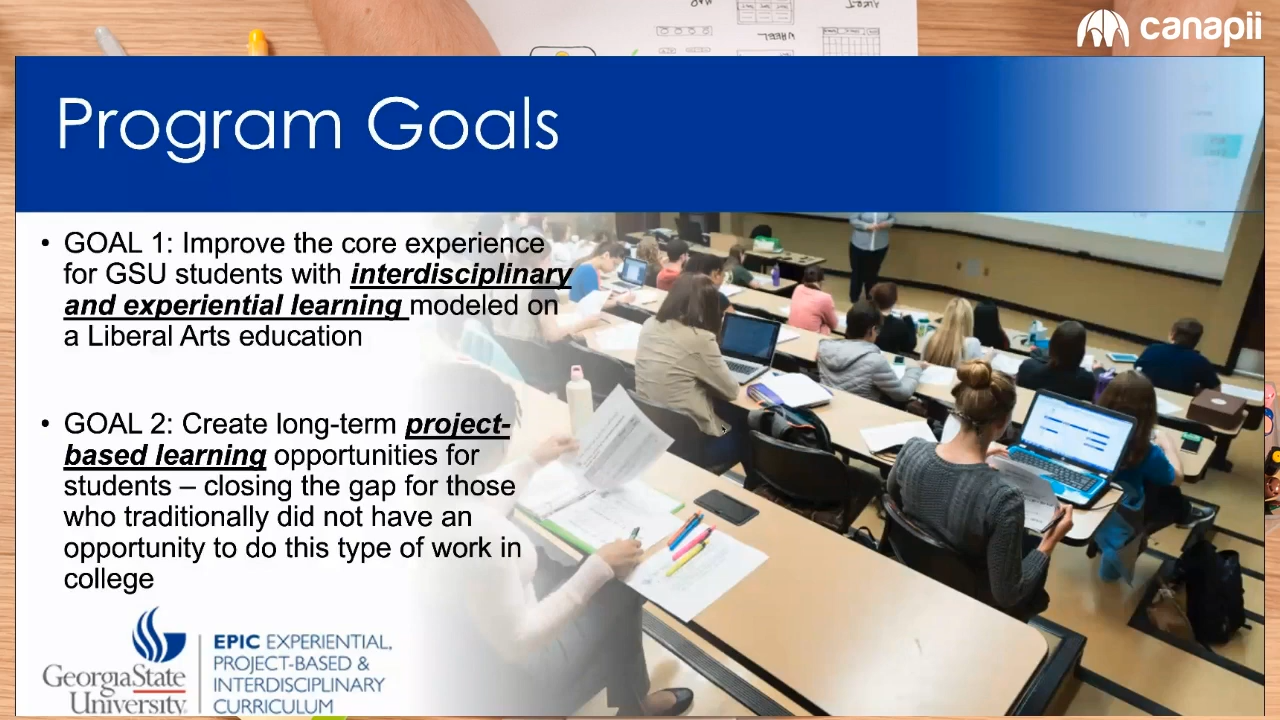 canapii
Program Goals
• GOAL 1: Improve the core experience
for GSU students with interdisciplinary
and experiential learning modeled on
a Liberal Arts education
• GOAL 2: Create long-term project-
based learning opportunities for
students – closing the gap for those
who traditionally did not have an
opportunity to do this type of work in
college
GeorgiaState
University
EPIC EXPERIENTIAL,
PROJECT-BASED &
INTERDISCIPLINARY
CURRICULUM